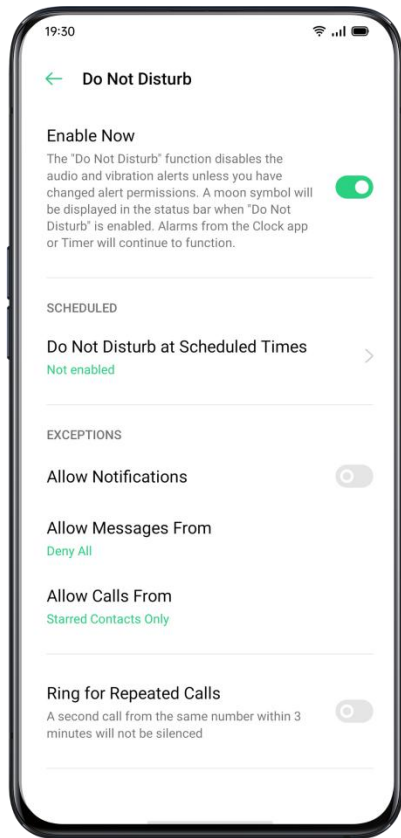 19:30
Do Not Disturb
Enable Now
The "Do Not Disturb" function disables the
audio and vibration alerts unless you have
changed alert permissions. A moon symbol will
be displayed in the status bar when "Do Not
Disturb" is enabled. Alarms from the Clock app
or Timer will continue to function.
SCHEDULED
Do Not Disturb at Scheduled Times
Not enabled
EXCEPTIONS
Allow Notifications
Allow Messages From
Deny All
Allow Calls From
Starred Contacts Only
Ring for Repeated Calls
A second call from the same number within 3
minutes will not be silenced